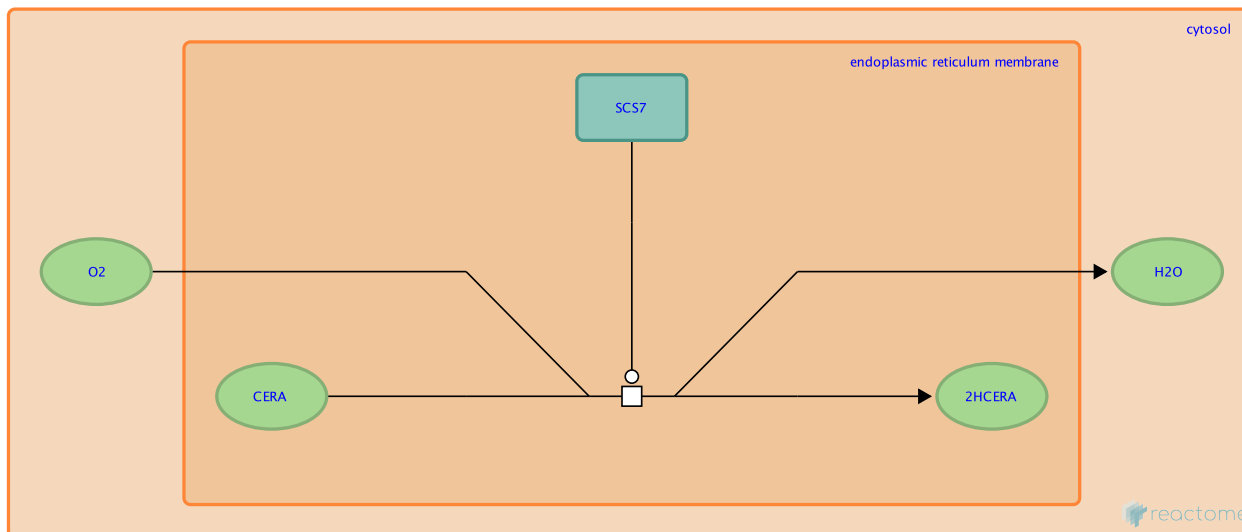 cytosol
endoplasmic reticulum membrane
SCS7
O2
H2O
CERA
2HCERA
reactome